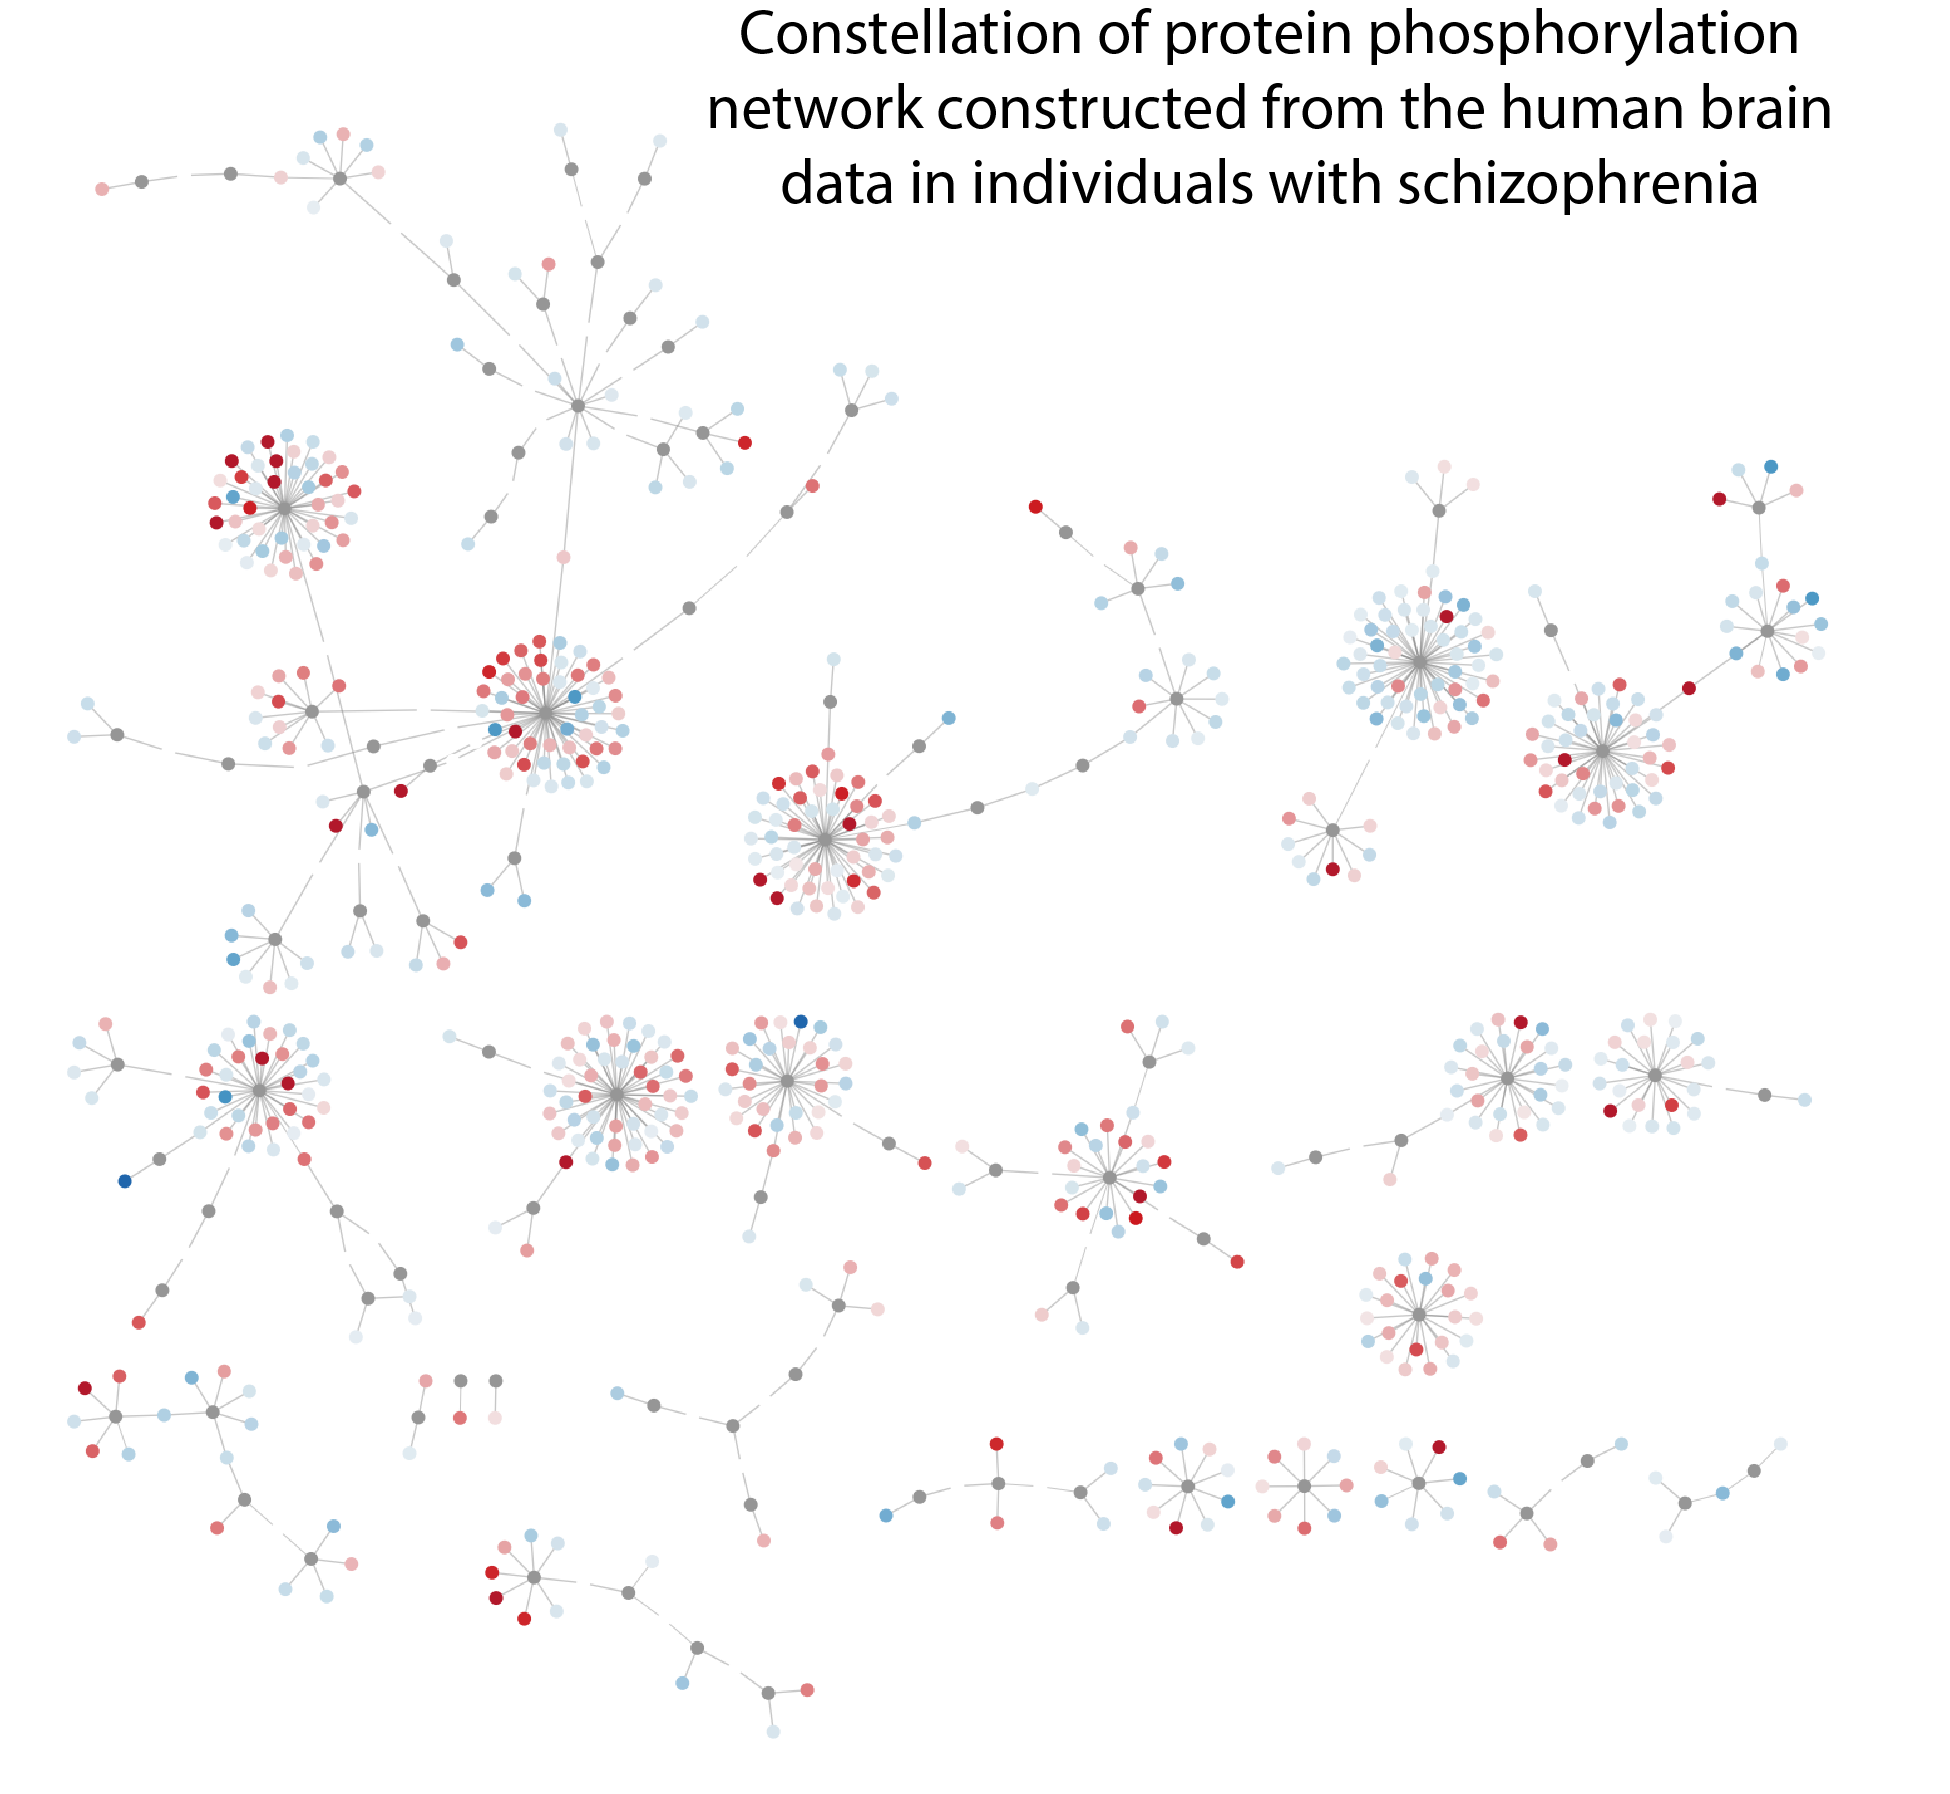 Constellation of protein phosphorylation
network constructed from the human brain
data in individuals with schizophrenia